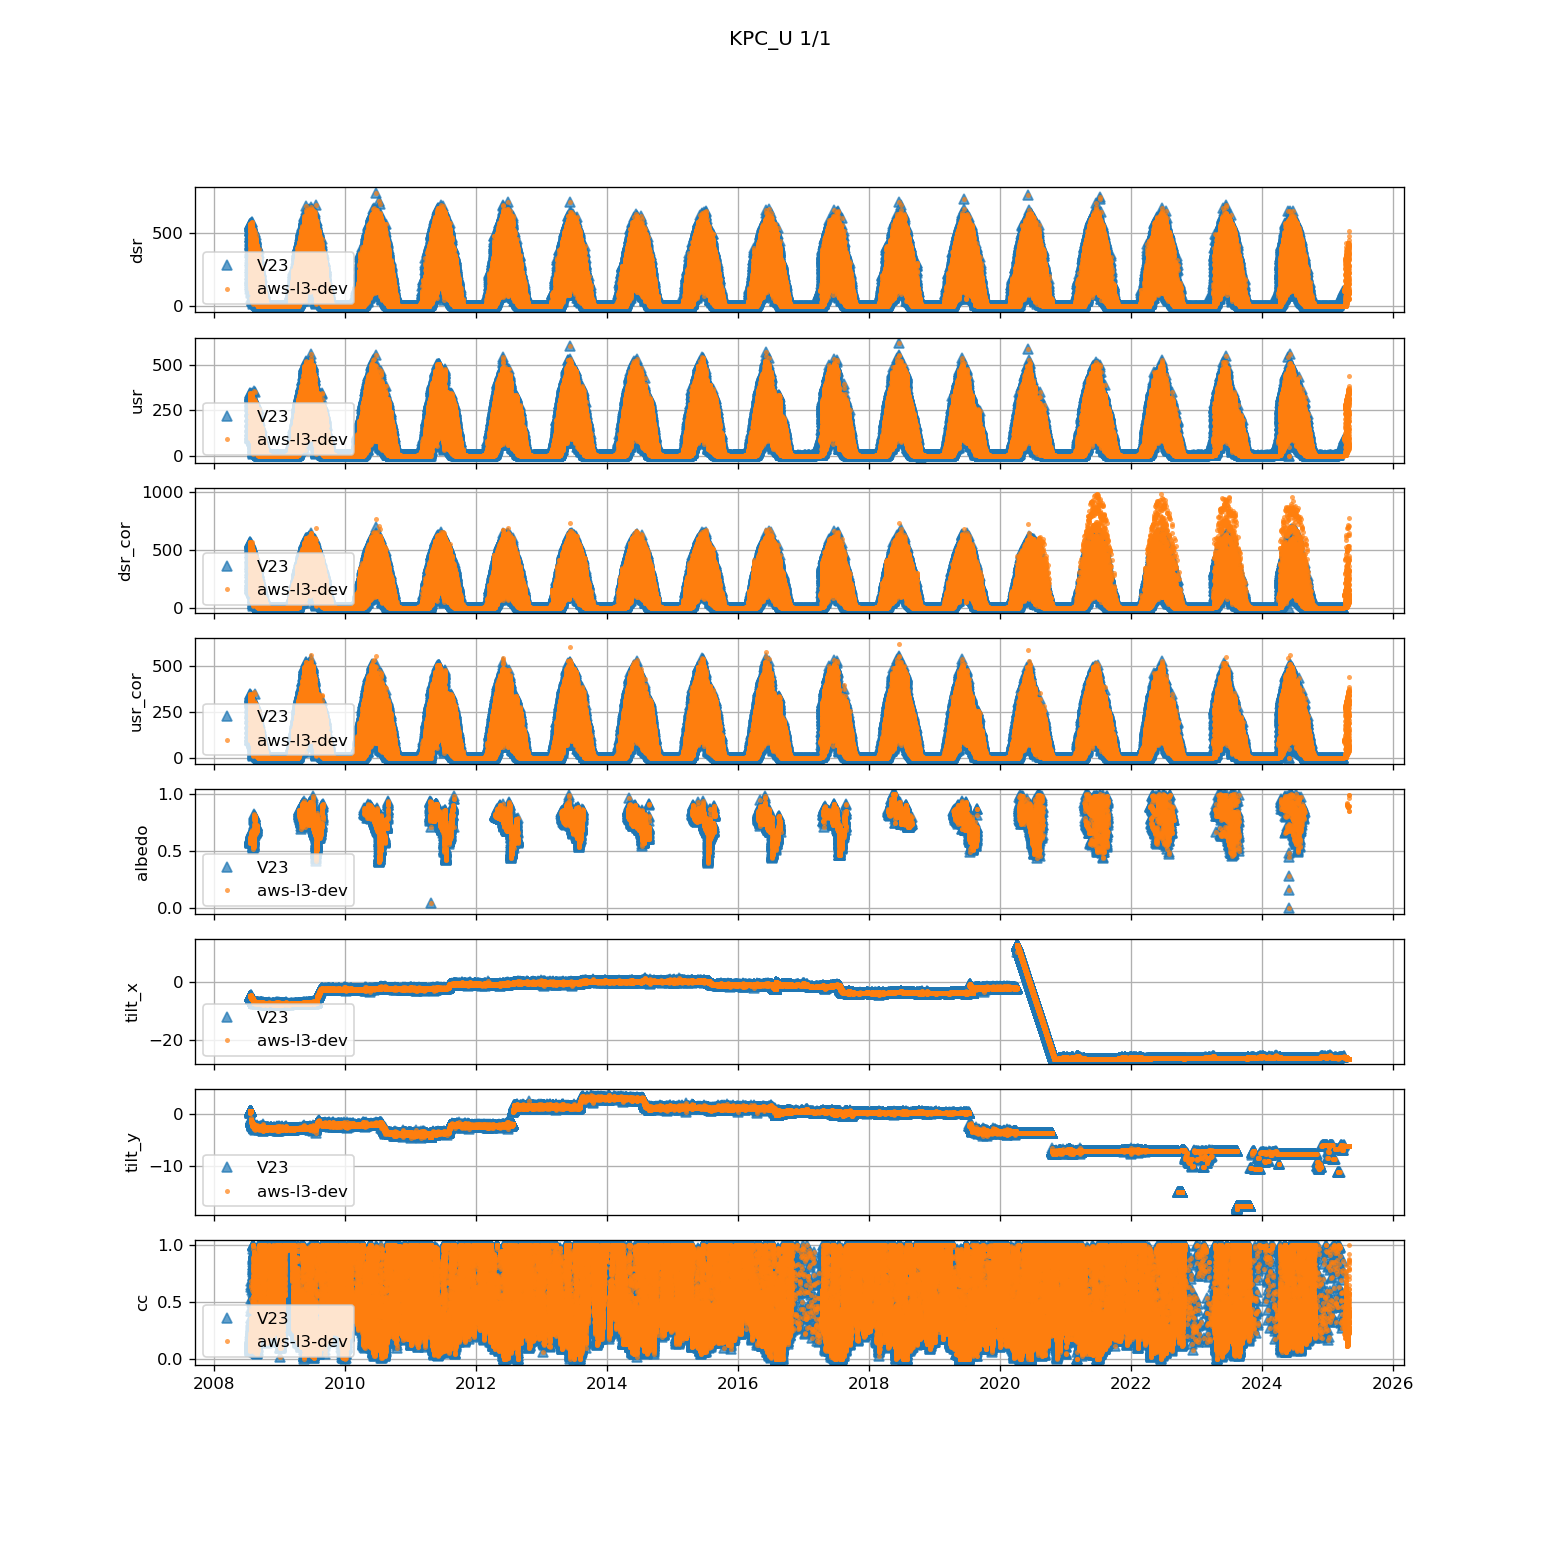 KPC_U 1/1
dsr
500
0
V23
aws-l3-dev
usr
500
250
0
V23
aws-l3-dev
dsr_cor
1000
500
0
V23
aws-l3-dev
usr_cor
500
250
0
V23
aws-l3-dev
albedo
1.0
0.5
0.0
V23
aws-l3-dev
tilt_x
0
−20
V23
aws-l3-dev
tilt_y
0
−10
V23
aws-l3-dev
cc
1.0
0.5
0.0
V23
aws-l3-dev
2008 2010 2012 2014 2016 2018 2020 2022 2024 2026